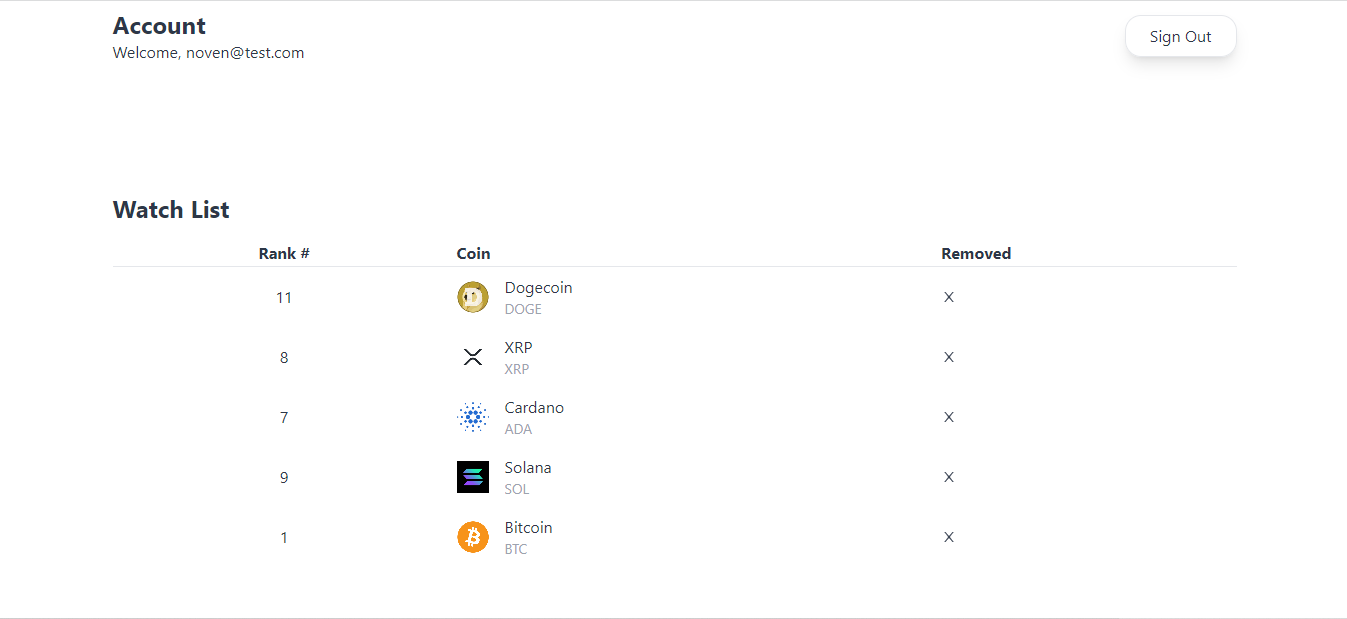 Account
Sign Out
Welcome, noven@test.com
Watch List
Rank # Coin Removed
11 Dogecoin X
DOGE
8 XRP X
XRP
7 Cardano X
ADA
9 Solana X
SOL
1 Bitcoin X
BTC